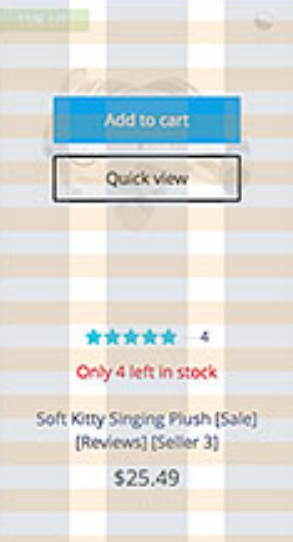 Add to cart
Quick view
4
Only 4 left in stock
Soft Kitty Singing Plush [Sale]
[Reviews] [Seller 3]
$25.49